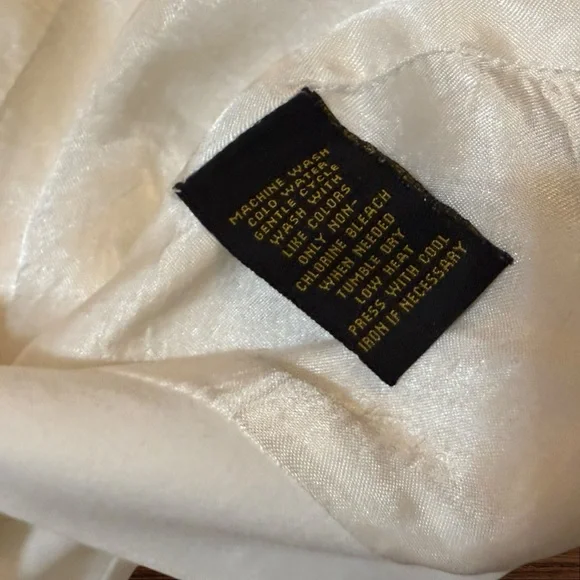 MACHINE WASH
COLD WATER
GENTLE CYCLE
WASH WITH
LIKE COLORS
ONLY NON-
CHLORINE BLEACH
WHEN NEEDED
TUMBLE DRY
LOW HEAT
PRESS WITH COOL
IRON IF NECESSARY